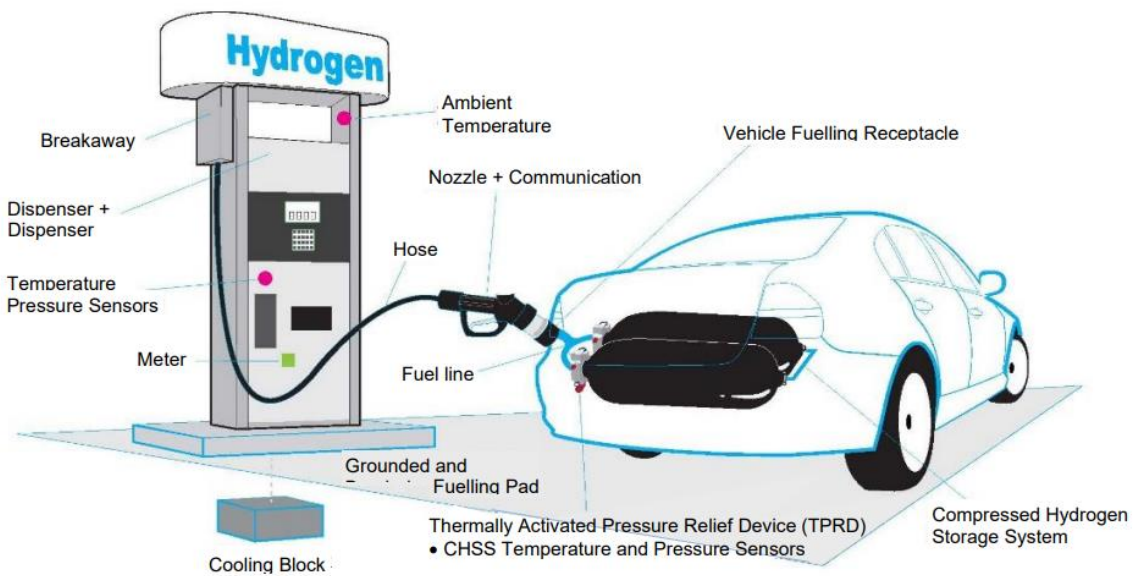 Hydrogen
Ambient
Temperature
Breakaway
Vehicle Fuelling Receptacle
Nozzle + Communication
Dispenser +
Dispenser
Hose
Temperature
Pressure Sensors
Meter
Fuel line
Grounded and
Fuelling Pad
Thermally Activated Pressure Relief Device (TPRD)
• CHSS Temperature and Pressure Sensors
Compressed Hydrogen
Storage System
Cooling Block